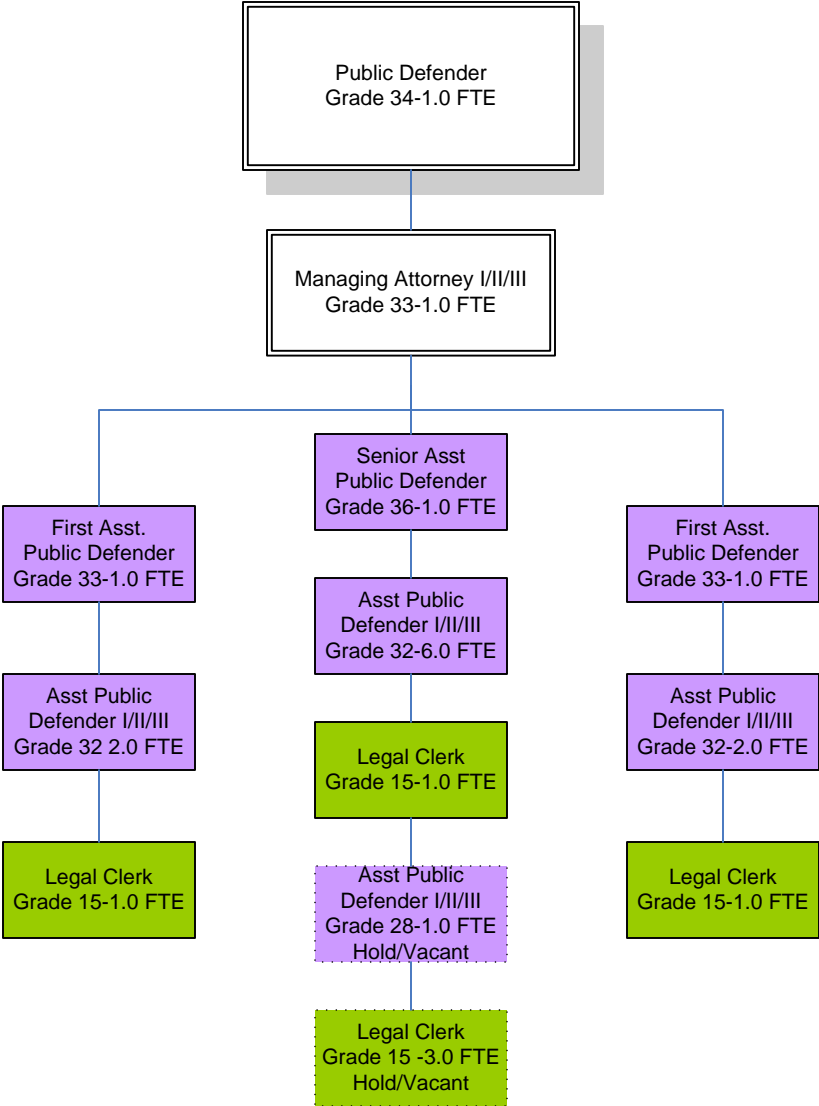 Public Defender
Grade 34-1.0 FTE
Managing Attorney I/II/III
Grade 33-1.0 FTE
First Asst.
Public Defender
Grade 33-1.0 FTE
Asst Public
Defender I/II/III
Grade 32 2.0 FTE
Legal Clerk
Grade 15-1.0 FTE
Senior Asst
Public Defender
Grade 36-1.0 FTE
Asst Public
Defender I/II/III
Grade 32-6.0 FTE
Legal Clerk
Grade 15-1.0 FTE
Asst Public
Defender I/II/III
Grade 28-1.0 FTE
Hold/Vacant
Legal Clerk
Grade 15 -3.0 FTE
Hold/Vacant
First Asst.
Public Defender
Grade 33-1.0 FTE
Asst Public
Defender I/II/III
Grade 32-2.0 FTE
Legal Clerk
Grade 15-1.0 FTE